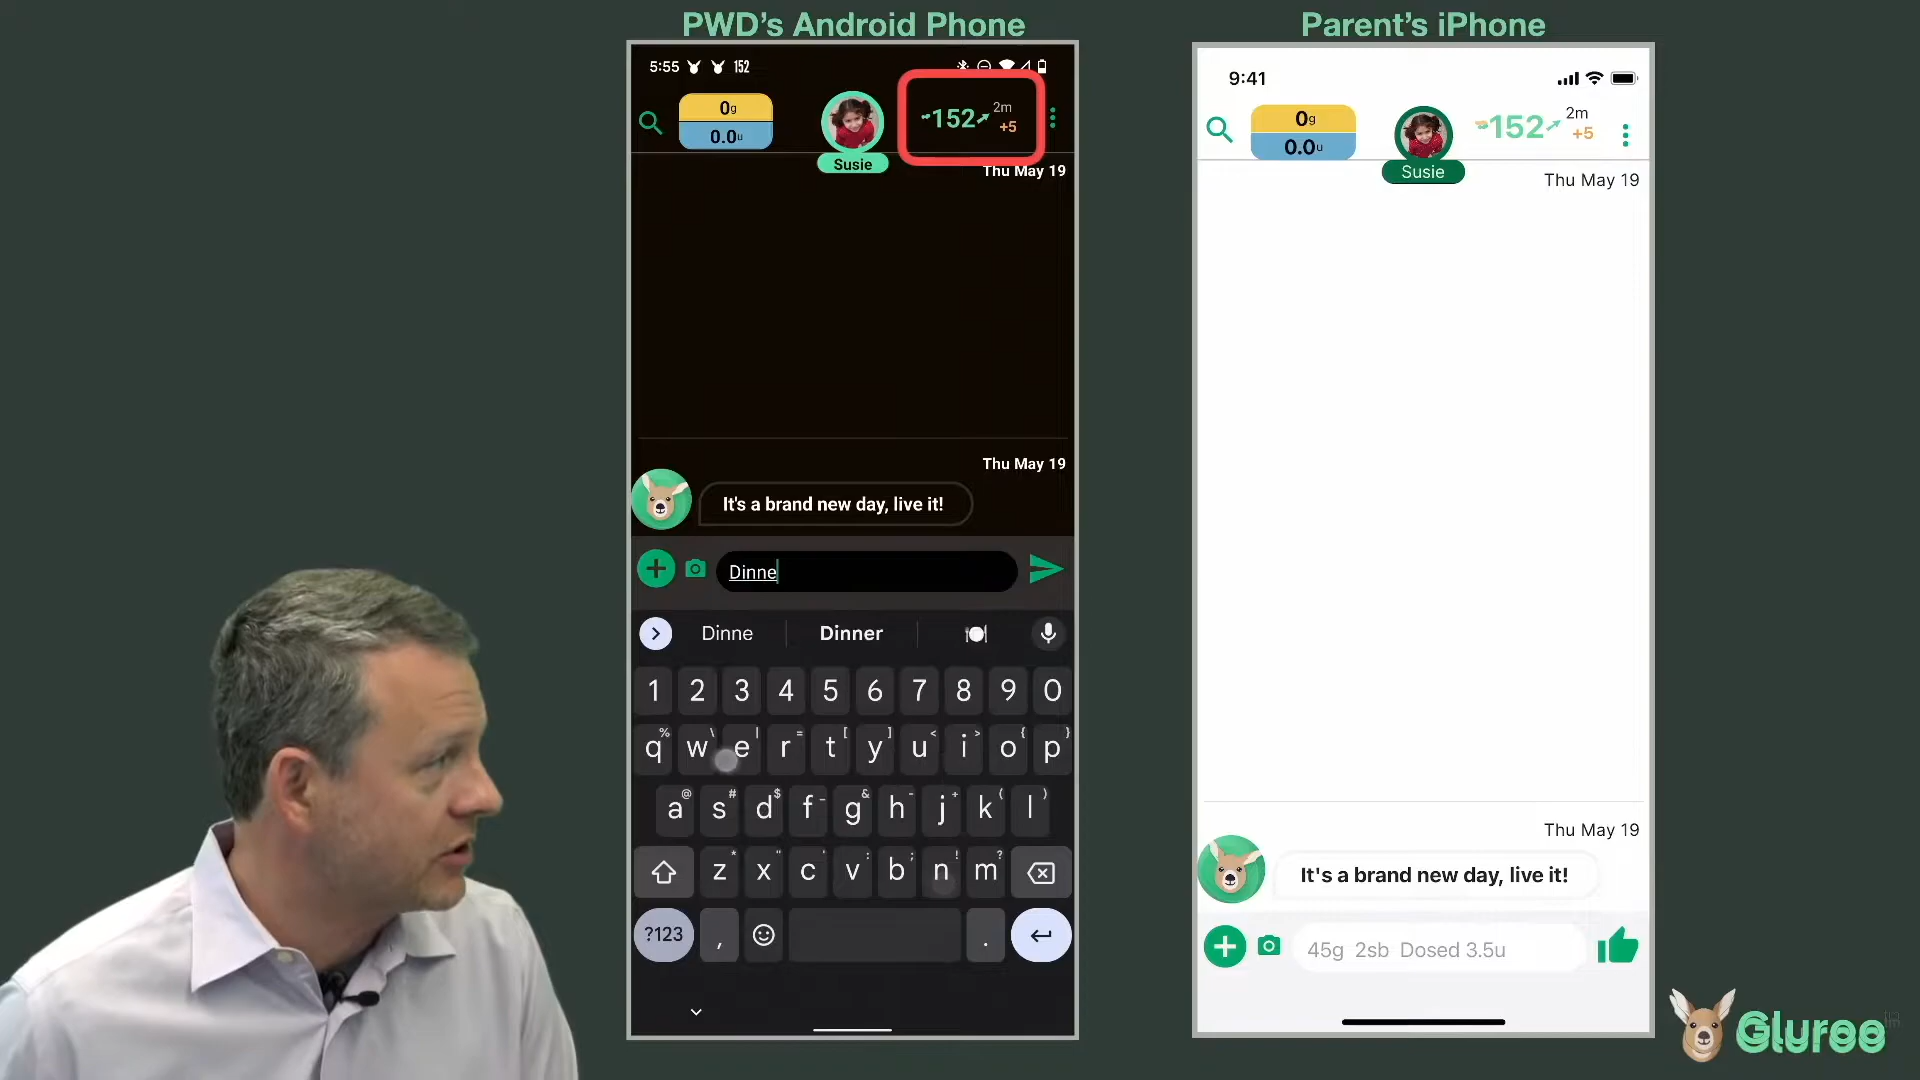 PWD's Android Phone
Parent's iPhone
5:55 152
0g
0.0u
152
2m
+5
Susie
Thu May 19
Thu May 19
It's a brand new day, live it!
Dinne
Dinne Dinner
1 2 3 4 5 6 7 8 9 0
q% w\ e| r= t[ y] u< i> o{ p}
a@ s# d$ f_ g& h- j+ k( l)
z* x" c' v: b; n! m?
?123 , .
9:41
0g
0.0u
152
2m
+5
Susie
Thu May 19
Thu May 19
It's a brand new day, live it!
45g 2sb Dosed 3.5u
Gluroo